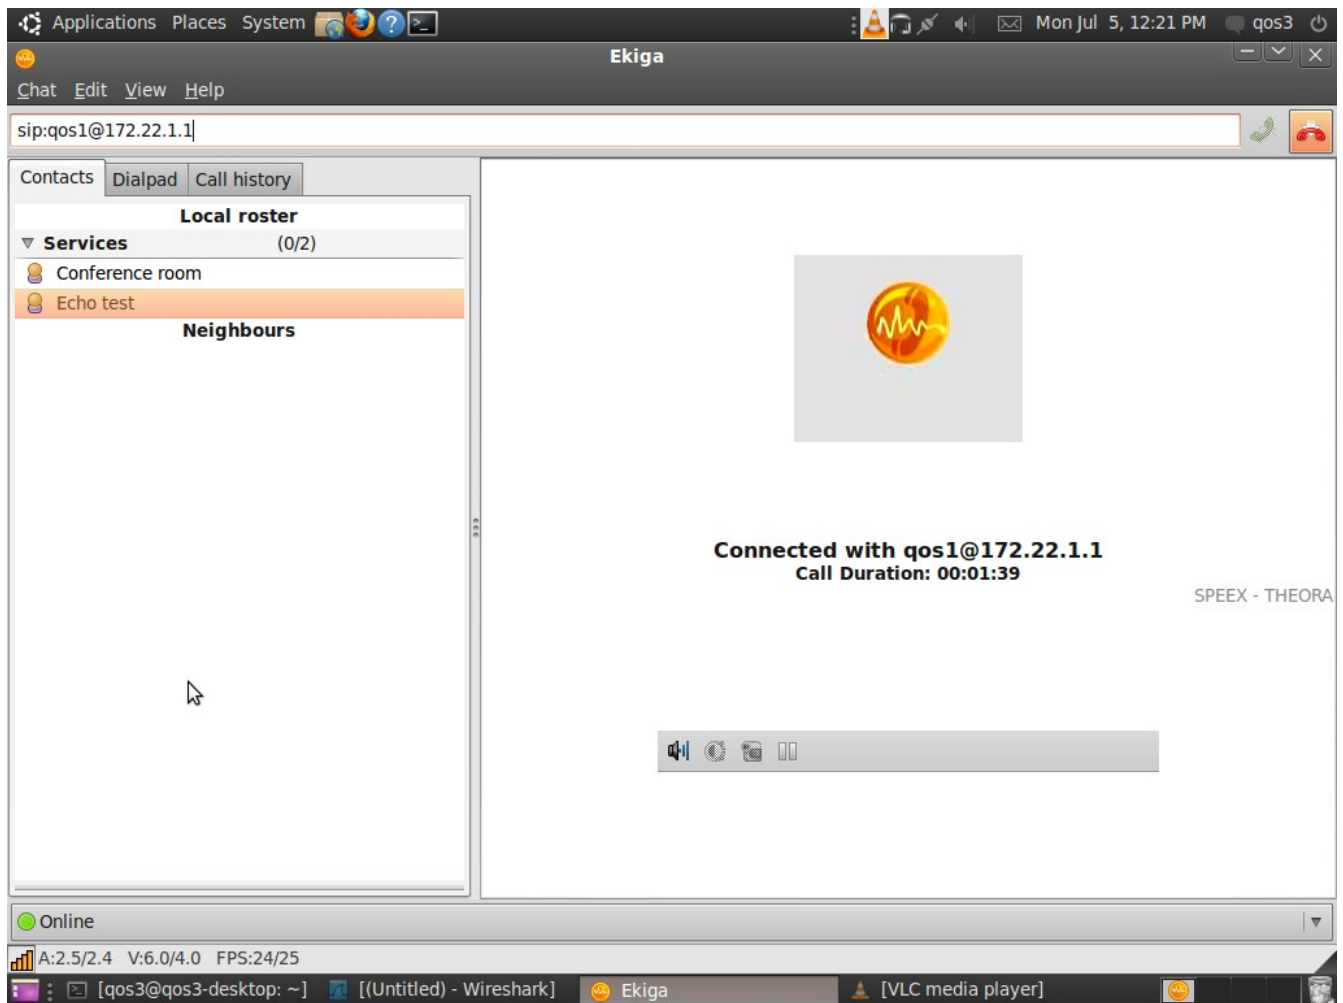 Applications Places System Mon Jul 5, 12:21 PM qos3
Ekiga
Chat Edit View Help
sip:qos1@172.22.1.1
Contacts Dialpad Call history
Local roster
Services (0/2)
Conference room
Echo test
Neighbours
Connected with qos1@172.22.1.1
Call Duration: 00:01:39
SPEEX - THEORA
Online
A:2.5/2.4 V:6.0/4.0 FPS:24/25
[qos3@qos3-desktop: ~] [(Untitled) - Wireshark] Ekiga [VLC media player]